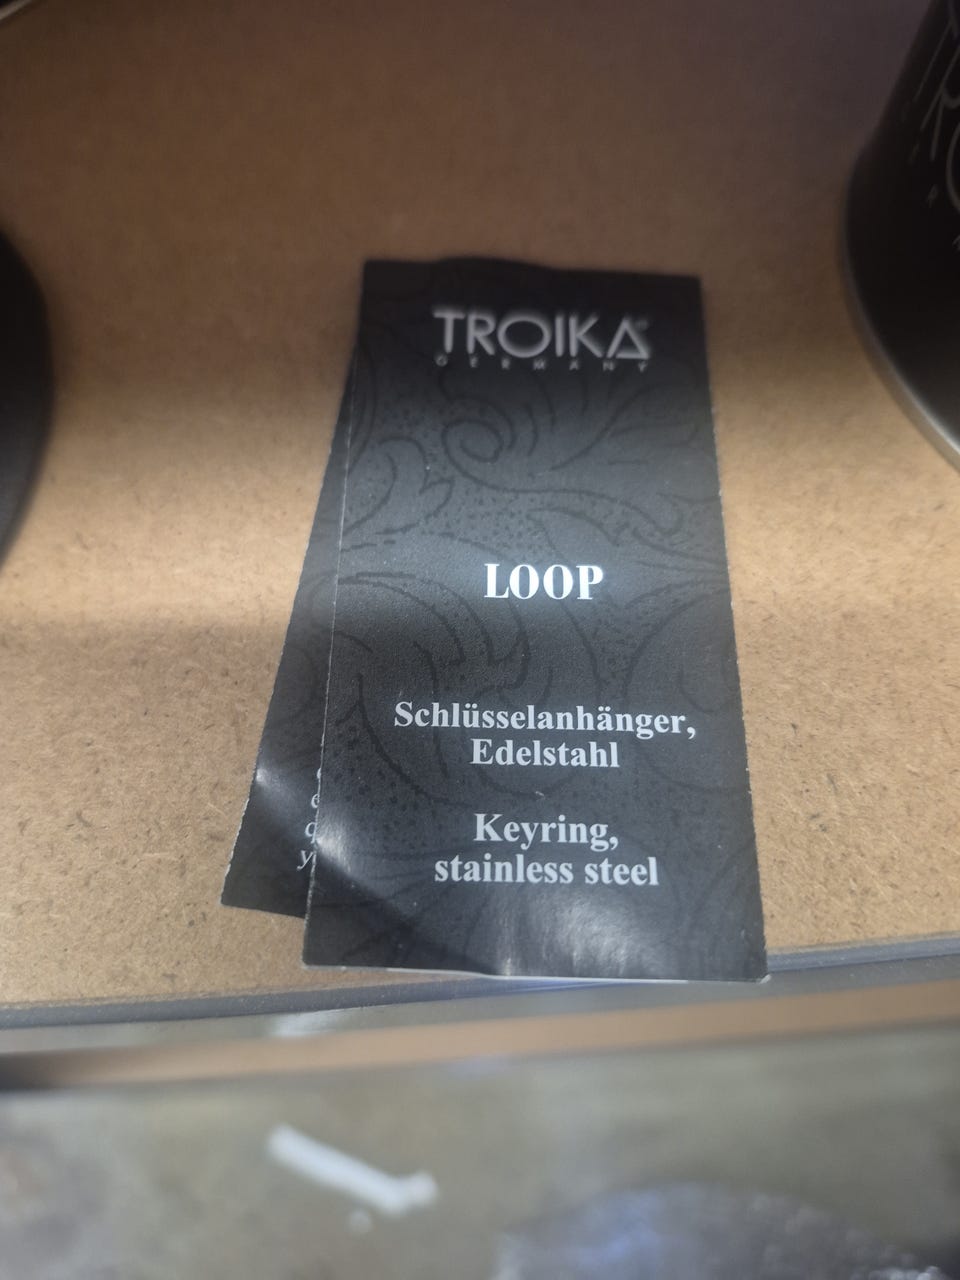 TROIKA®
GERMANY
LOOP
Schlüsselanhänger,
Edelstahl
Keyring,
stainless steel